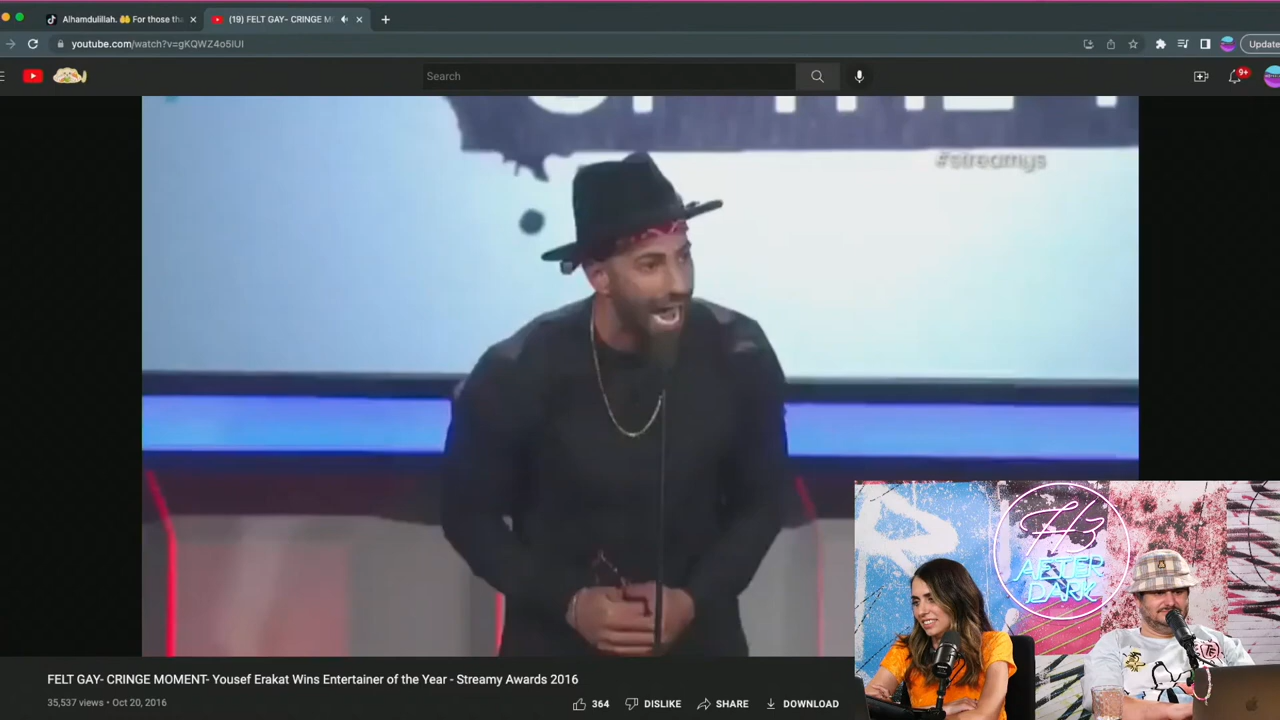 Alhamdulillah. 🤲 For those tha
(19) FELT GAY- CRINGE M
youtube.com/watch?v=gKQWZ4o5IUI
Update
Search
9+
#streamys
H3
AFTER
DARK
FELT GAY- CRINGE MOMENT- Yousef Erakat Wins Entertainer of the Year - Streamy Awards 2016
35,537 views • Oct 20, 2016
364
DISLIKE
SHARE
DOWNLOAD